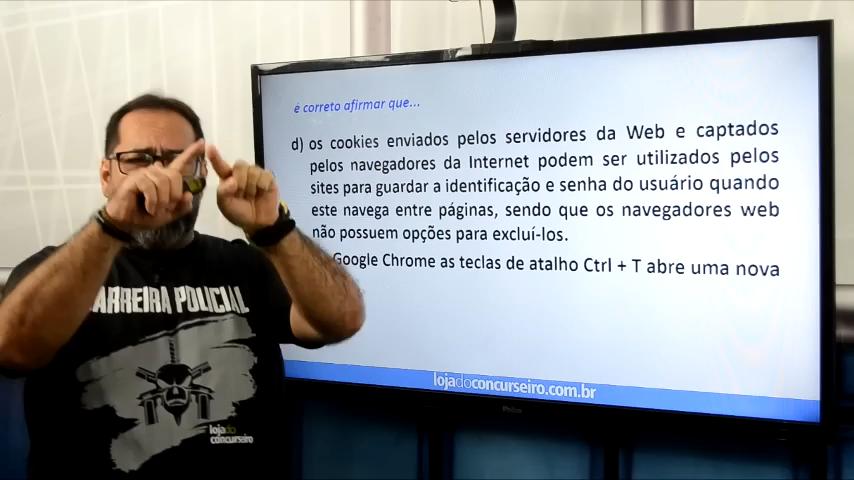 é correto afirmar que...
d) os cookies enviados pelos servidores da Web e captados
pelos navegadores da Internet podem ser utilizados pelos
sites para guardar a identificação e senha do usuário quando
este navega entre páginas, sendo que os navegadores web
não possuem opções para excluí-los.
Google Chrome as teclas de atalho Ctrl + T abre uma nova
lojadoconcurseiro.com.br
ARREIRA POLICIAL
lojado
concurseiro